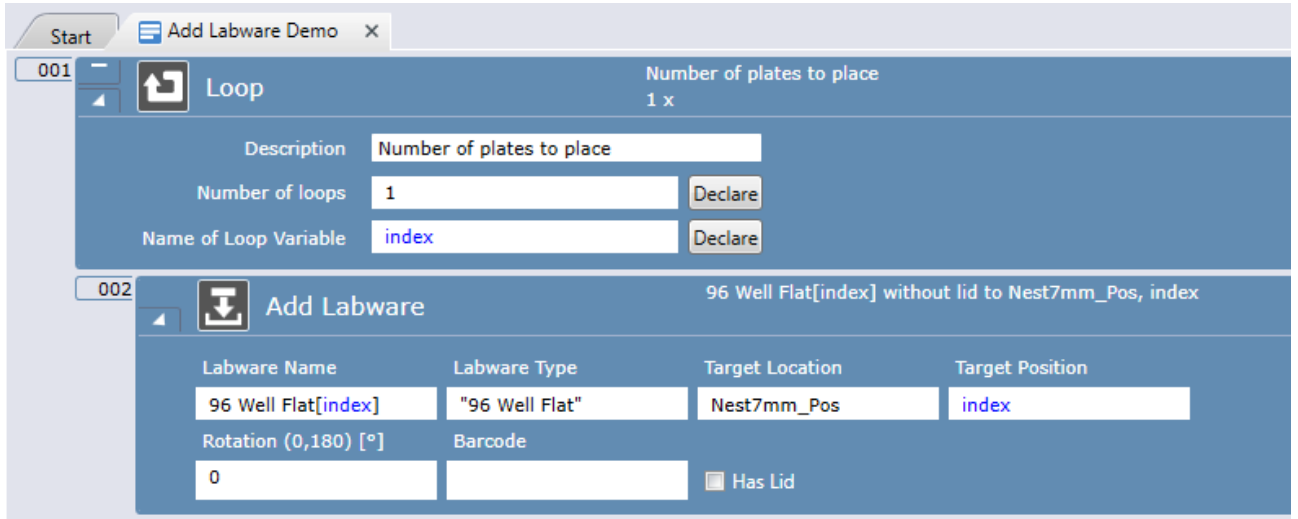 Start
Add Labware Demo
001
Loop
Number of plates to place
1 x
Description
Number of plates to place
Number of loops
1
Declare
Name of Loop Variable
index
Declare
002
Add Labware
96 Well Flat[index] without lid to Nest7mm_Pos, index
Labware Name Labware Type Target Location Target Position
96 Well Flat[index] "96 Well Flat" Nest7mm_Pos index
Rotation (0,180) [°] Barcode
0
Has Lid